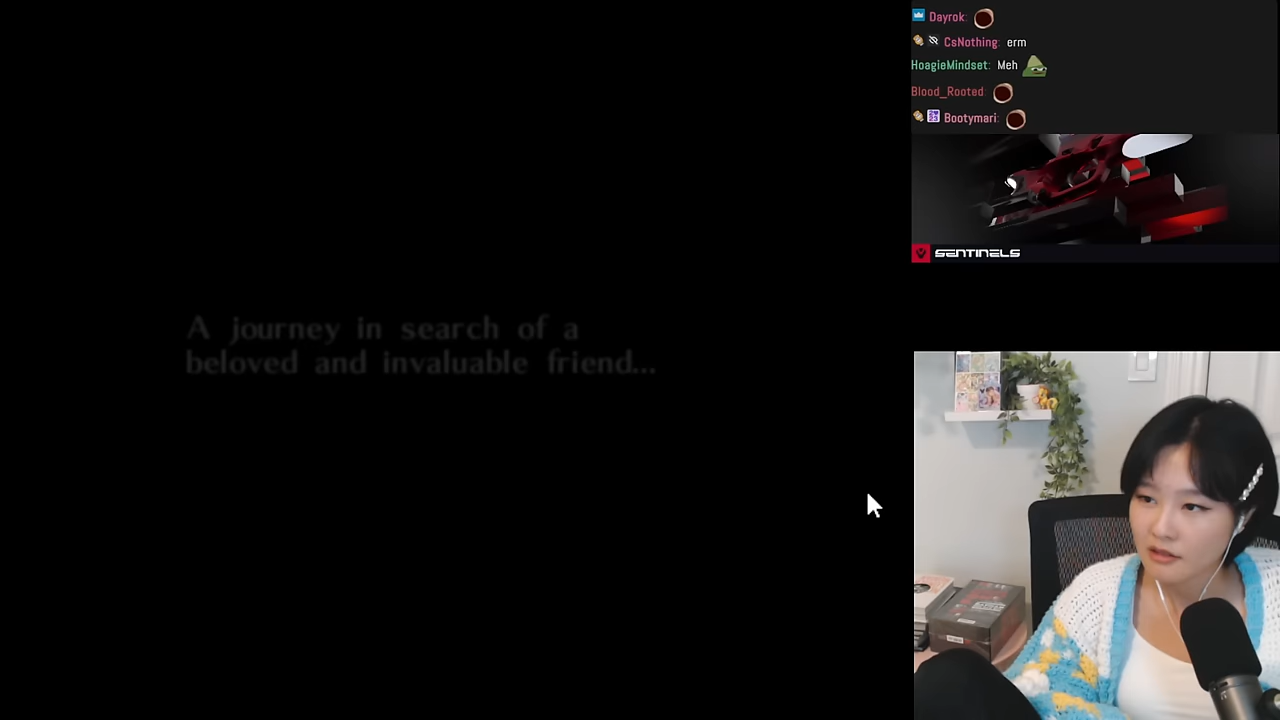 A journey in search of a
beloved and invaluable friend...
Dayrok:
CsNothing: erm
HoagieMindset: Meh
Blood_Rooted:
Bootymari:
SENTINELS